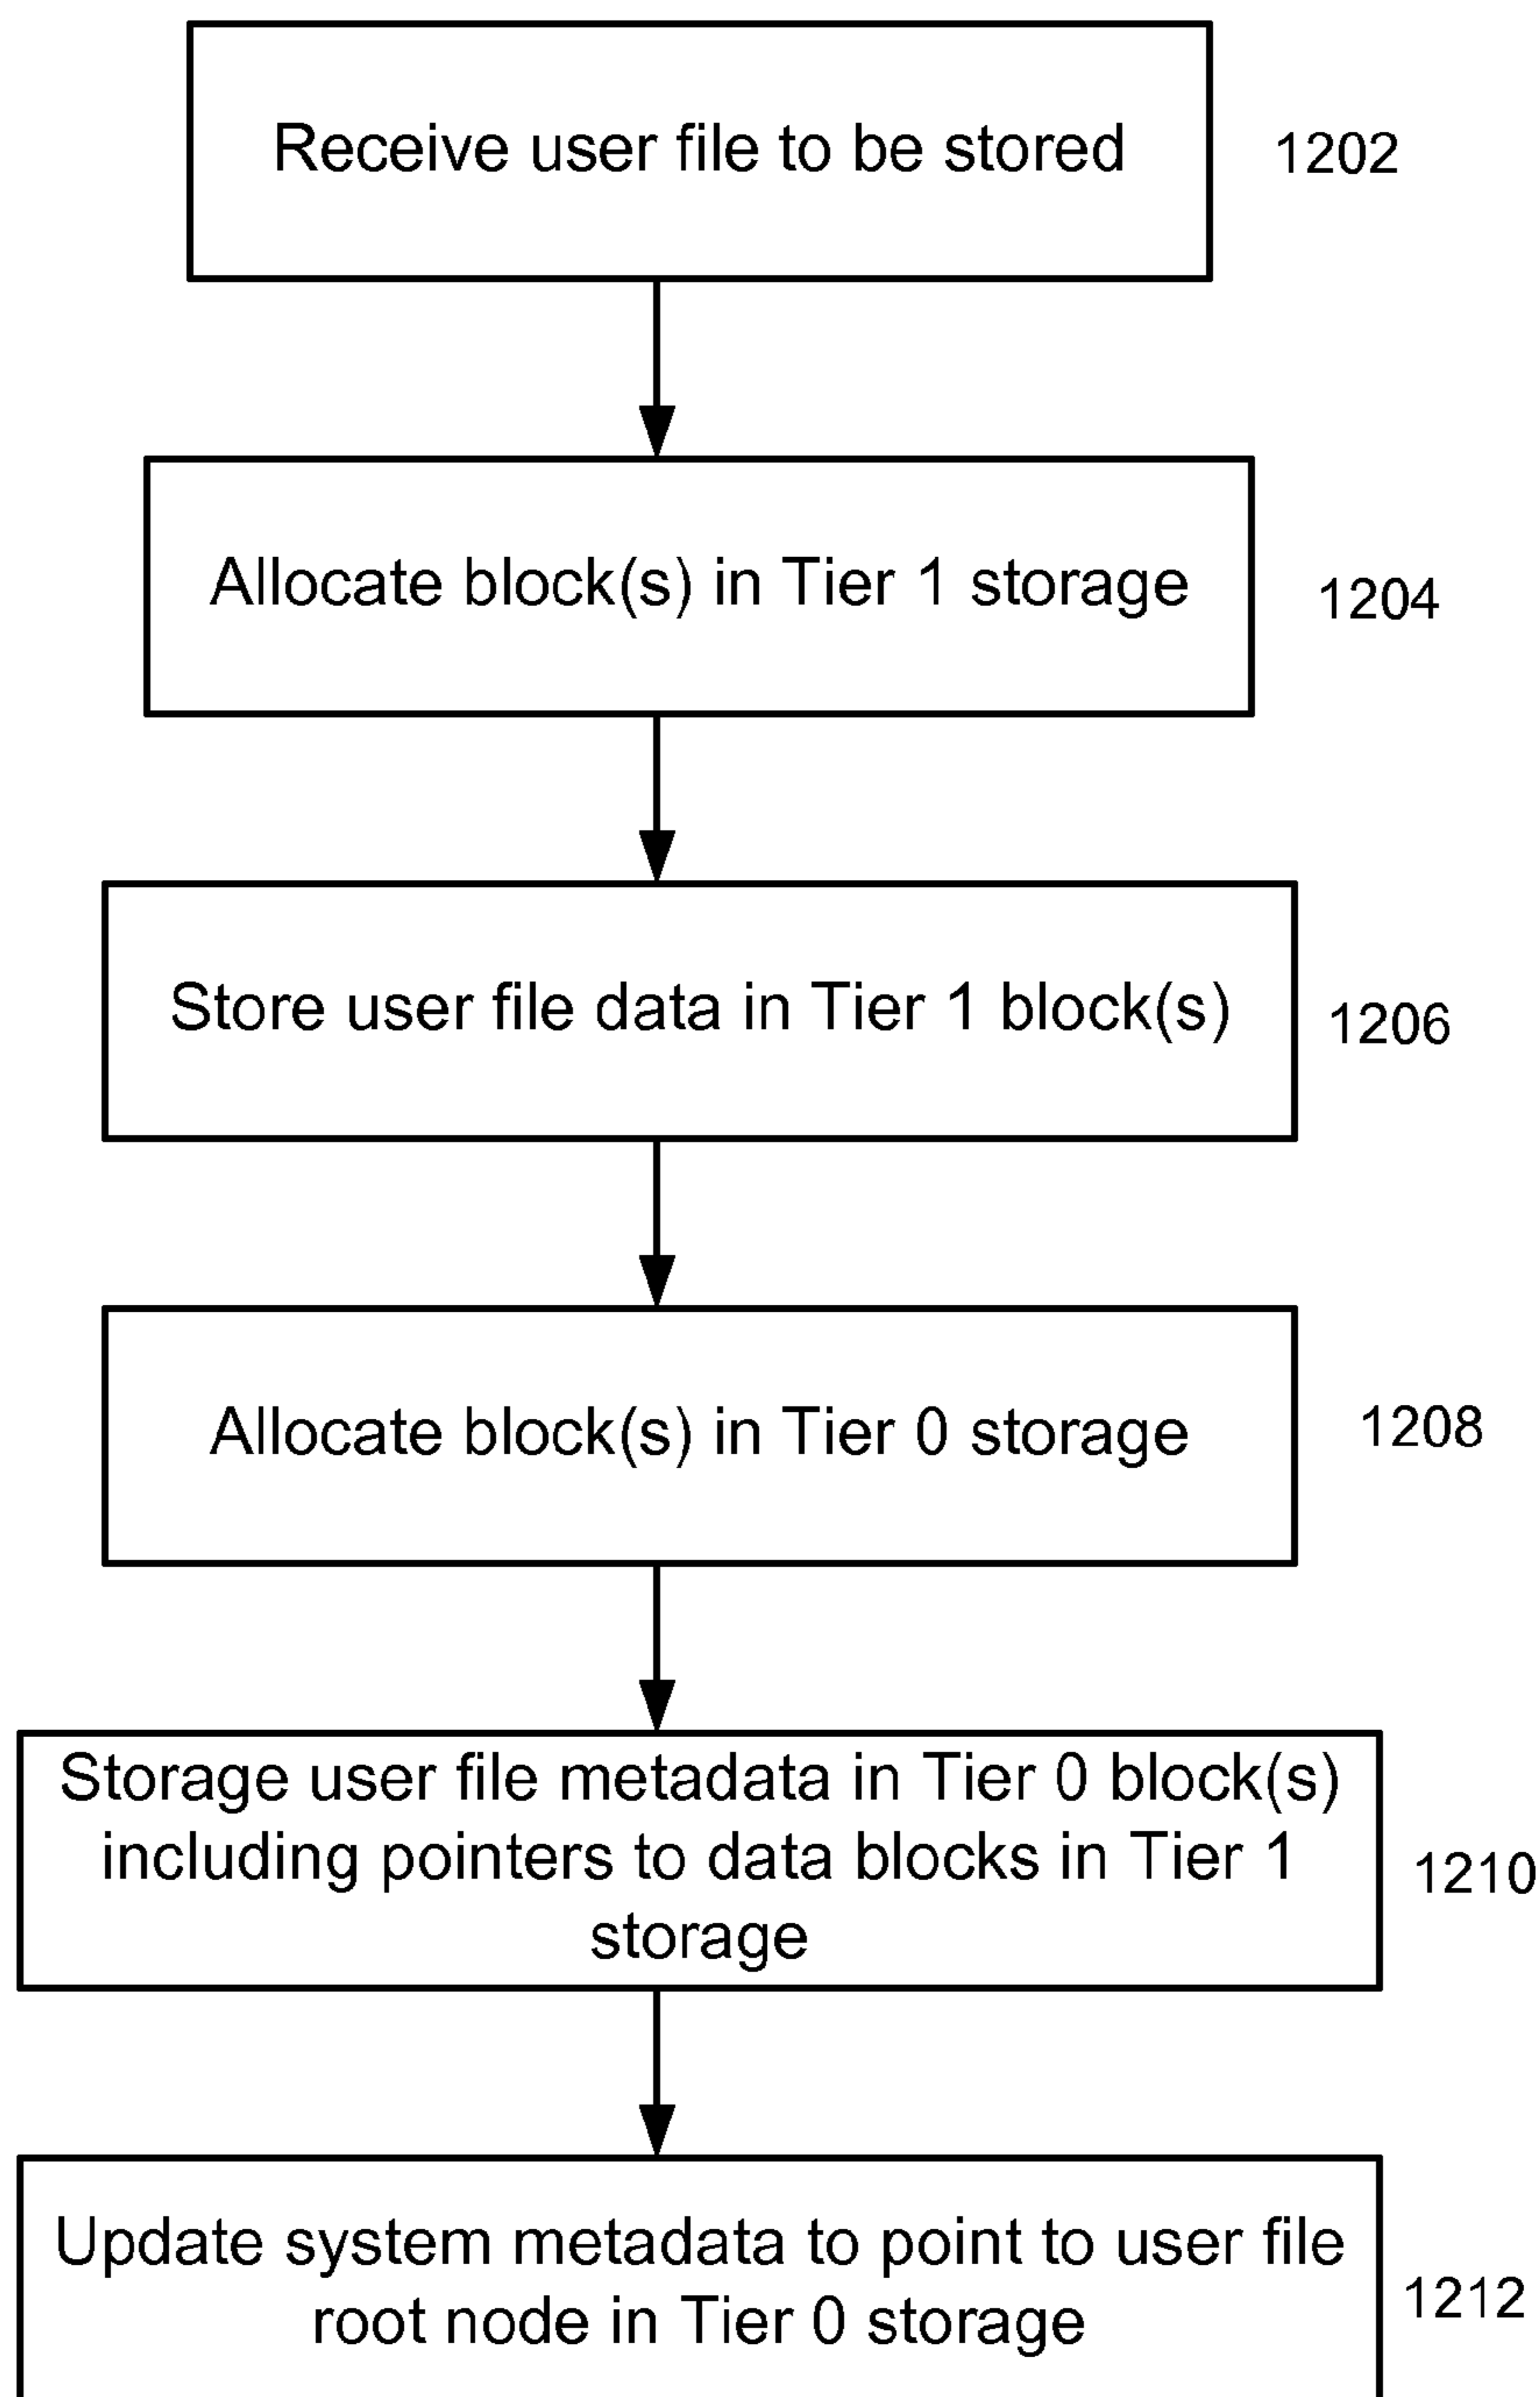 Receive user file to be stored
1202
Allocate block(s) in Tier 1 storage
1204
Store user file data in Tier 1 block(s)
1206
Allocate block(s) in Tier 0 storage
1208
Storage user file metadata in Tier 0 block(s)
including pointers to data blocks in Tier 1
storage
1210
Update system metadata to point to user file
root node in Tier 0 storage
1212